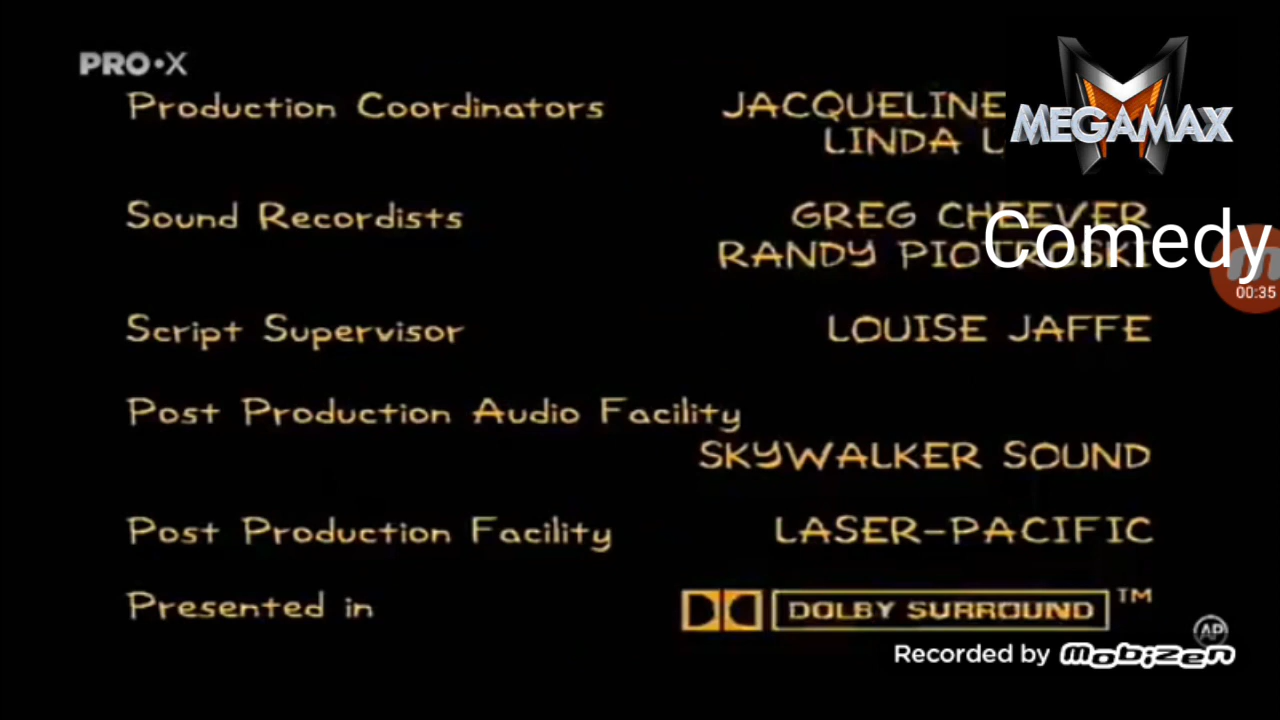 PRO•X
MEGAMAX
Comedy
00:35
Production Coordinators JACQUELINE
LINDA L
Sound Recordists GREG CHEEVER
RANDY PIOTROSKI
Script Supervisor LOUISE JAFFE
Post Production Audio Facility
SKYWALKER SOUND
Post Production Facility LASER-PACIFIC
Presented in DOLBY SURROUND ™
AP
Recorded by mobizen